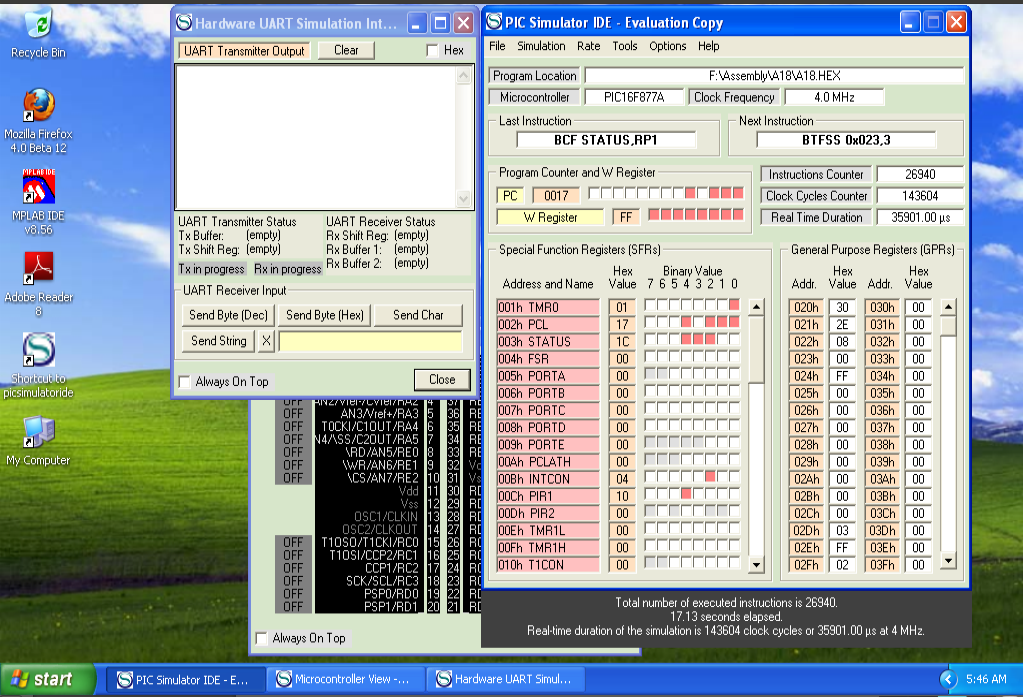 Recycle Bin
Mozilla Firefox
4.0 Beta 12
MPLAB IDE
MPLAB IDE
v8.56
Adobe Reader
8
Shortcut to
picsimulatoride
My Computer
Hardware UART Simulation Int...
UART Transmitter Output Clear Hex
UART Transmitter Status UART Receiver Status
Tx Buffer: (empty) Rx Shift Reg: (empty)
Tx Shift Reg: (empty) Rx Buffer 1: (empty)
Rx Buffer 2: (empty)
Tx in progress Rx in progress
UART Receiver Input
Send Byte (Dec) Send Byte (Hex) Send Char
Send String X
Always On Top Close
OFF AN2/Vref-/CVref/RA2 4 37
OFF AN3/Vref+/RA3 5 36
OFF T0CKI/C1OUT/RA4 6 35
OFF N4/\SS/C2OUT/RA5 7 34
OFF \RD/AN5/RE0 8 33
OFF \WR/AN6/RE1 9 32
OFF \CS/AN7/RE2 10 31
Vdd 11 30
Vss 12 29
OSC1/CLKIN 13 28
OSC2/CLKOUT 14 27
OFF T1OSO/T1CKI/RC0 15 26
OFF T1OSI/CCP2/RC1 16 25
OFF CCP1/RC2 17 24
OFF SCK/SCL/RC3 18 23
OFF PSP0/RD0 19 22
OFF PSP1/RD1 20 21
Always On Top
PIC Simulator IDE - Evaluation Copy
File Simulation Rate Tools Options Help
Program Location F:\Assembly\A18\A18.HEX
Microcontroller PIC16F877A Clock Frequency 4.0 MHz
Last Instruction Next Instruction
BCF STATUS,RP1 BTFSS 0x023,3
Program Counter and W Register
PC 0017
W Register FF
Instructions Counter 26940
Clock Cycles Counter 143604
Real Time Duration 35901.00 µs
Special Function Registers (SFRs) General Purpose Registers (GPRs)
Hex Binary Value Hex Hex
Address and Name Value 7 6 5 4 3 2 1 0 Addr. Value Addr. Value
001h TMR0 01 020h 30 030h 00
002h PCL 17 021h 2E 031h 00
003h STATUS 1C 022h 08 032h 00
004h FSR 00 023h 00 033h 00
005h PORTA 00 024h FF 034h 00
006h PORTB 00 025h 00 035h 00
007h PORTC 00 026h 00 036h 00
008h PORTD 00 027h 00 037h 00
009h PORTE 00 028h 00 038h 00
00Ah PCLATH 00 029h 00 039h 00
00Bh INTCON 04 02Ah 00 03Ah 00
00Ch PIR1 10 02Bh 00 03Bh 00
00Dh PIR2 00 02Ch 00 03Ch 00
00Eh TMR1L 00 02Dh 03 03Dh 00
00Fh TMR1H 00 02Eh FF 03Eh 00
010h T1CON 00 02Fh 02 03Fh 00
Total number of executed instructions is 26940.
17.13 seconds elapsed.
Real-time duration of the simulation is 143604 clock cycles or 35901.00 µs at 4 MHz.
start PIC Simulator IDE - E... Microcontroller View -... Hardware UART Simul... 5:46 AM